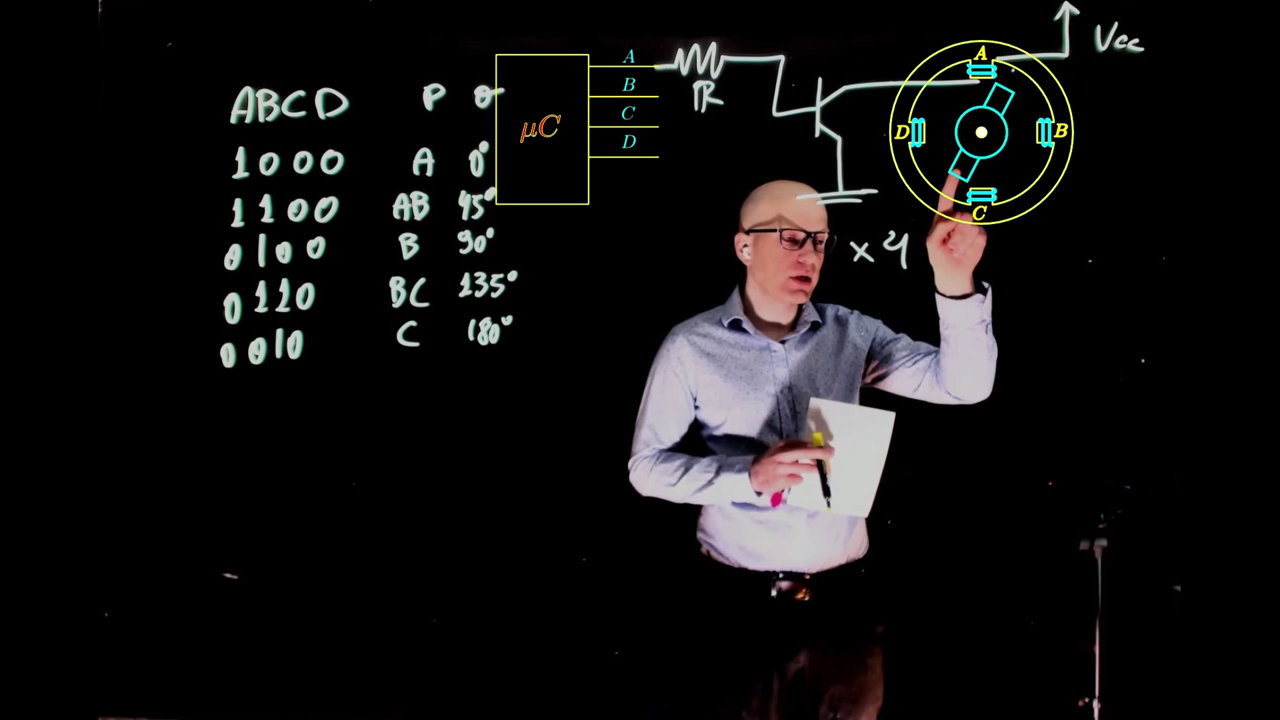 ABCD P θ
1000 A 0°
1100 AB 45°
0100 B 90°
0110 BC 135°
0010 C 180°
μC
A
B
C
D
R
Vcc
A
B
C
D
x4